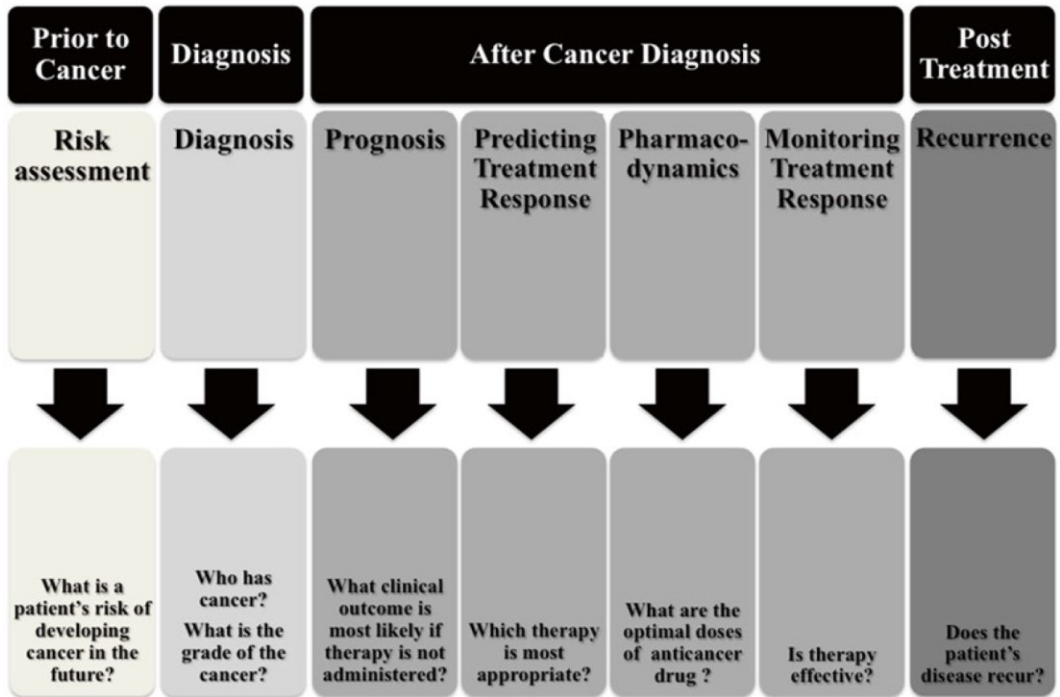 Prior to
Cancer
Diagnosis
After Cancer Diagnosis
Post
Treatment
Risk
assessment
Diagnosis
Prognosis
Predicting
Treatment
Response
Pharmaco-
dynamics
Monitoring
Treatment
Response
Recurrence
What is a
patient's risk of
developing
cancer in the
future?
Who has
cancer?
What is the
grade of the
cancer?
What clinical
outcome is
most likely if
therapy is not
administered?
Which therapy
is most
appropriate?
What are the
optimal doses
of anticancer
drug ?
Is therapy
effective?
Does the
patient's
disease recur?